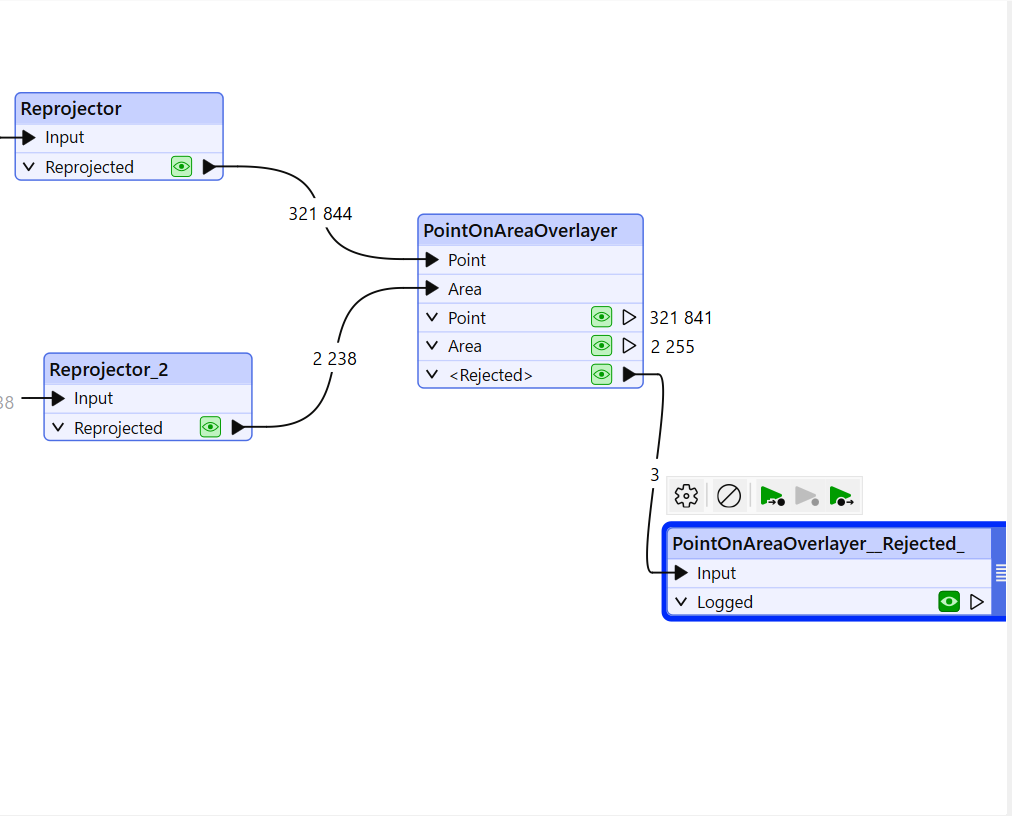 Reprojector
Input
Reprojected
321 844
PointOnAreaOverlayer
Point
Area
Point
321 841
Area
2 255
<Rejected>
2 238
Reprojector_2
38
Input
Reprojected
3
PointOnAreaOverlayer__Rejected_
Input
Logged